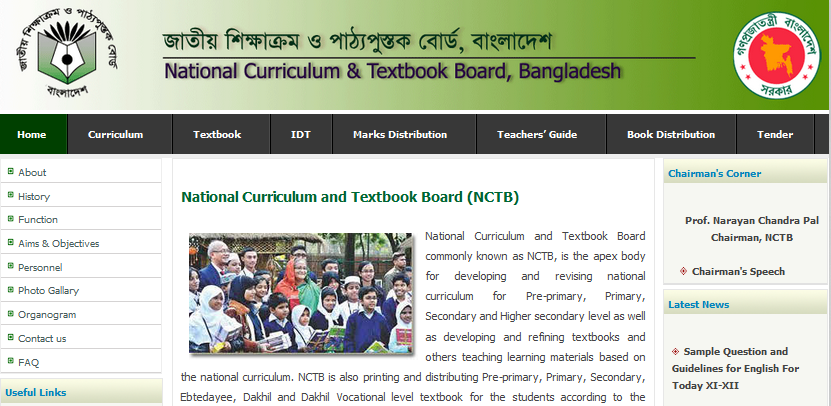 জাতীয় শিক্ষাক্রম ও পাঠ্যপুস্তক বোর্ড
বাংলাদেশ
জাতীয় শিক্ষাক্রম ও পাঠ্যপুস্তক বোর্ড, বাংলাদেশ
National Curriculum & Textbook Board, Bangladesh
গণপ্রজাতন্ত্রী বাংলাদেশ
সরকার
Home Curriculum Textbook IDT Marks Distribution Teachers' Guide Book Distribution Tender
About
History
Function
Aims & Objectives
Personnel
Photo Gallary
Organogram
Contact us
FAQ
Useful Links
National Curriculum and Textbook Board (NCTB)
National Curriculum and Textbook Board
commonly known as NCTB, is the apex body
for developing and revising national
curriculum for Pre-primary, Primary,
Secondary and Higher secondary level as well
as developing and refining textbooks and
others teaching learning materials based on
the national curriculum. NCTB is also printing and distributing Pre-primary, Primary, Secondary,
Ebtedayee, Dakhil and Dakhil Vocational level textbook for the students according to the
Chairman's Corner
Prof. Narayan Chandra Pal
Chairman, NCTB
Chairman's Speech
Latest News
Sample Question and
Guidelines for English For
Today XI-XII